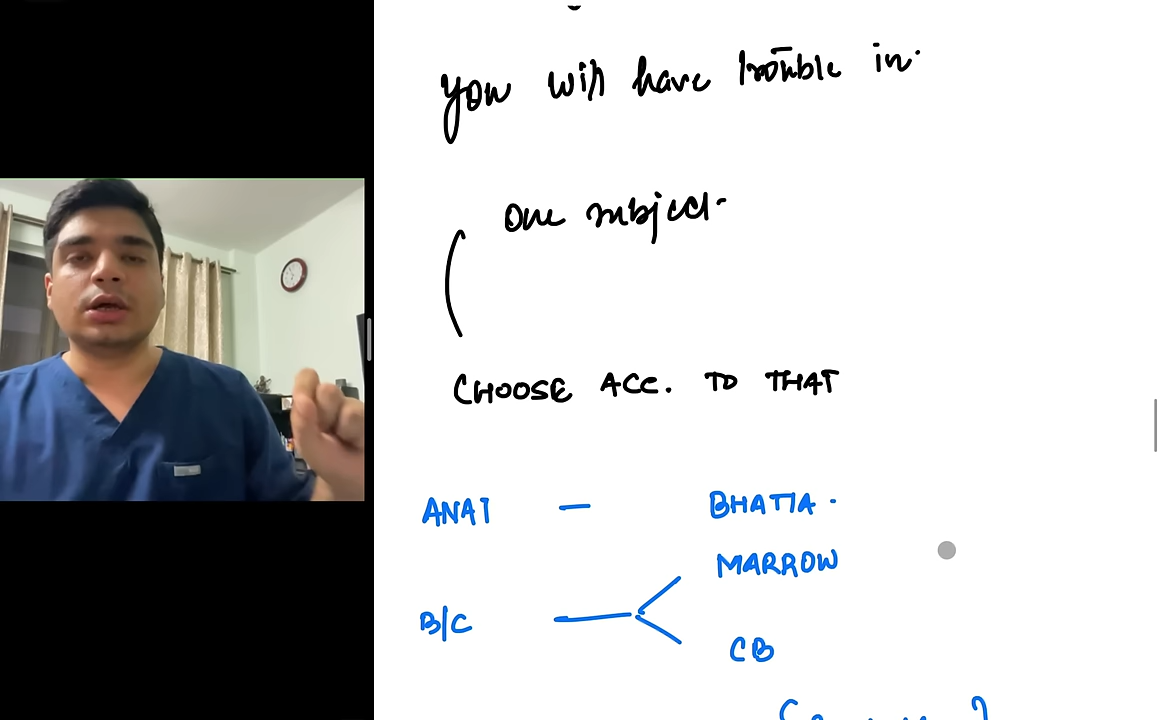 you will have trouble in.
one subject.
CHOOSE ACC. TO THAT
ANAT — BHATIA.
MARROW
B/C
CB